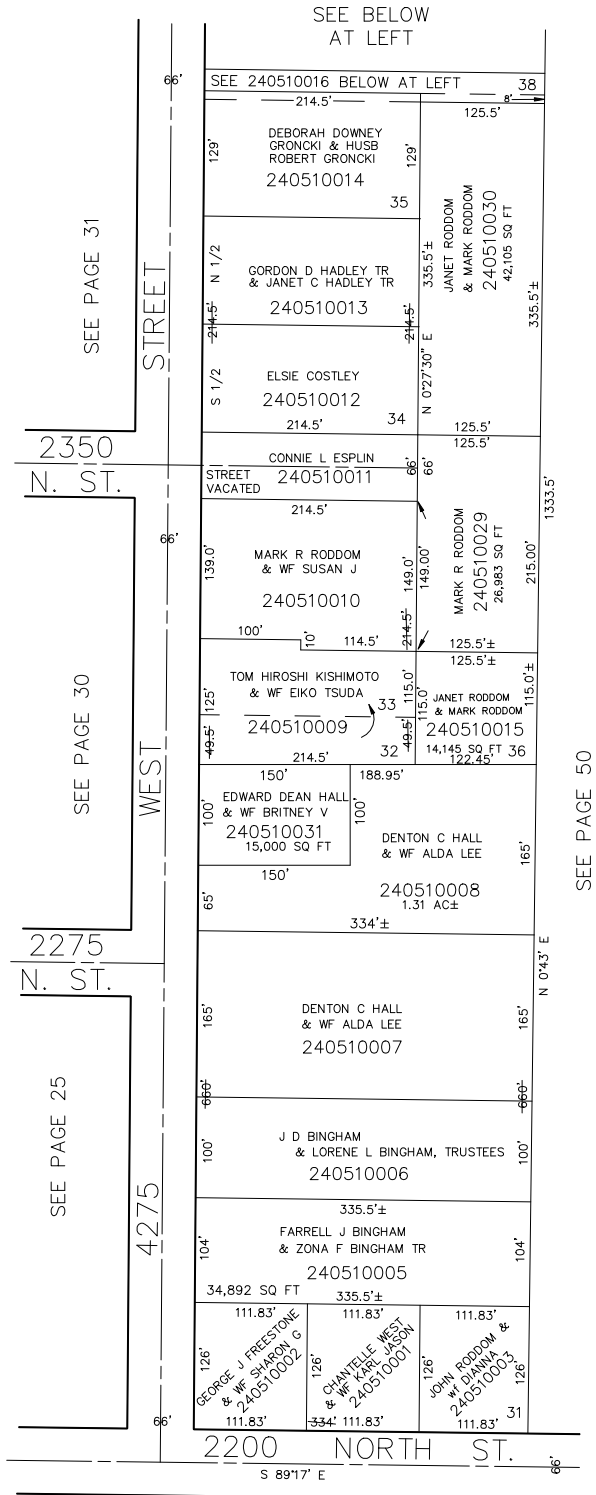 SEE BELOW
AT LEFT
66'
SEE 240510016 BELOW AT LEFT
38
214.5'
8'
125.5'
129'
DEBORAH DOWNEY
GRONCKI & HUSB
ROBERT GRONCKI
240510014
129'
35
SEE PAGE 31
STREET
N 1/2
GORDON D HADLEY TR
& JANET C HADLEY TR
240510013
214.5'
214.5'
335.5'±
JANET RODDOM
& MARK RODDOM
240510030
42,105 SQ FT
335.5'±
N 0°27'30" E
S 1/2
ELSIE COSTLEY
240510012
34
214.5'
125.5'
125.5'
2350
N. ST.
CONNIE L ESPLIN
240510011
STREET
VACATED
66'
66'
214.5'
1333.5'
66'
139.0'
MARK R RODDOM
& WF SUSAN J
240510010
149.0'
149.00'
214.5'
MARK R RODDOM
240510029
26,983 SQ FT
215.00'
100'
10'
114.5'
125.5'±
125.5'±
SEE PAGE 30
WEST
TOM HIROSHI KISHIMOTO
& WF EIKO TSUDA
240510009
125'
33
115.0'
115.0'
49.5'
49.5'
32
214.5'
JANET RODDOM
& MARK RODDOM
240510015
14,145 SQ FT
36
115.0'±
122.45'
150'
188.95'
EDWARD DEAN HALL
& WF BRITNEY V
240510031
15,000 SQ FT
100'
100'
150'
65'
DENTON C HALL
& WF ALDA LEE
240510008
1.31 AC±
165'
334'±
SEE PAGE 50
2275
N. ST.
N 0°43' E
165'
DENTON C HALL
& WF ALDA LEE
240510007
165'
660'
660'
SEE PAGE 25
4275
100'
J D BINGHAM
& LORENE L BINGHAM, TRUSTEES
240510006
100'
335.5'±
104'
FARRELL J BINGHAM
& ZONA F BINGHAM TR
240510005
104'
34,892 SQ FT
335.5'±
111.83'
111.83'
111.83'
126'
GEORGE J FREESTONE
& WF SHARON G
240510002
126'
CHANTELLE WEST
& WF KARL JASON
240510001
126'
JOHN RODDOM &
wf DIANNA
240510003
126'
31
66'
111.83'
334'
111.83'
111.83'
2200 NORTH ST.
S 89°17' E
66'